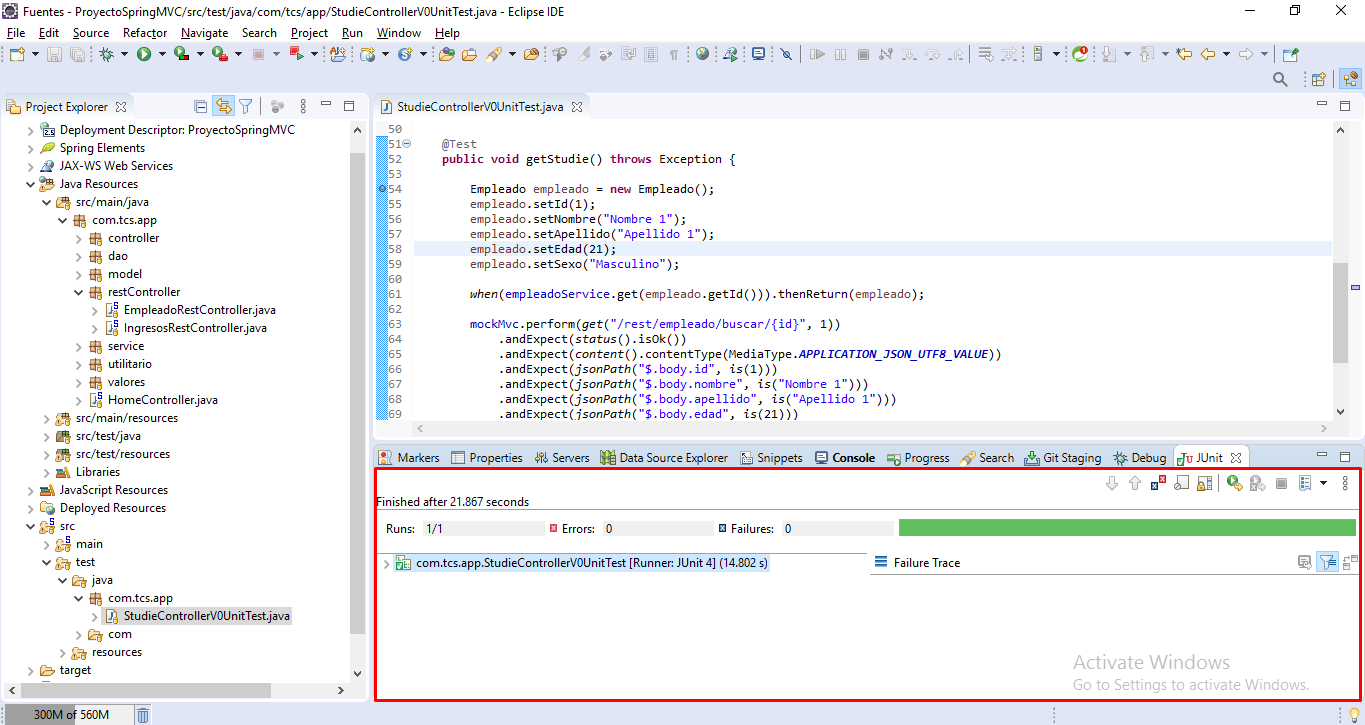 Fuentes - ProyectoSpringMVC/src/test/java/com/tcs/app/StudieControllerV0UnitTest.java - Eclipse IDE
File Edit Source Refactor Navigate Search Project Run Window Help
Project Explorer
Deployment Descriptor: ProyectoSpringMVC
Spring Elements
JAX-WS Web Services
Java Resources
src/main/java
com.tcs.app
controller
dao
model
restController
EmpleadoRestController.java
IngresosRestController.java
service
utilitario
valores
HomeController.java
src/main/resources
src/test/java
src/test/resources
Libraries
JavaScript Resources
Deployed Resources
src
main
test
java
com.tcs.app
StudieControllerV0UnitTest.java
com
resources
target
StudieControllerV0UnitTest.java
50
51 @Test
52 public void getStudie() throws Exception {
53
54 Empleado empleado = new Empleado();
55 empleado.setId(1);
56 empleado.setNombre("Nombre 1");
57 empleado.setApellido("Apellido 1");
58 empleado.setEdad(21);
59 empleado.setSexo("Masculino");
60
61 when(empleadoService.get(empleado.getId())).thenReturn(empleado);
62
63 mockMvc.perform(get("/rest/empleado/buscar/{id}", 1))
64 .andExpect(status().isOk())
65 .andExpect(content().contentType(MediaType.APPLICATION_JSON_UTF8_VALUE))
66 .andExpect(jsonPath("$.body.id", is(1)))
67 .andExpect(jsonPath("$.body.nombre", is("Nombre 1")))
68 .andExpect(jsonPath("$.body.apellido", is("Apellido 1")))
69 .andExpect(jsonPath("$.body.edad", is(21)))
Markers Properties Servers Data Source Explorer Snippets Console Progress Search Git Staging Debug JUnit
Finished after 21.867 seconds
Runs: 1/1 Errors: 0 Failures: 0
com.tcs.app.StudieControllerV0UnitTest [Runner: JUnit 4] (14.802 s)
Failure Trace
Activate Windows
Go to Settings to activate Windows.
300M of 560M